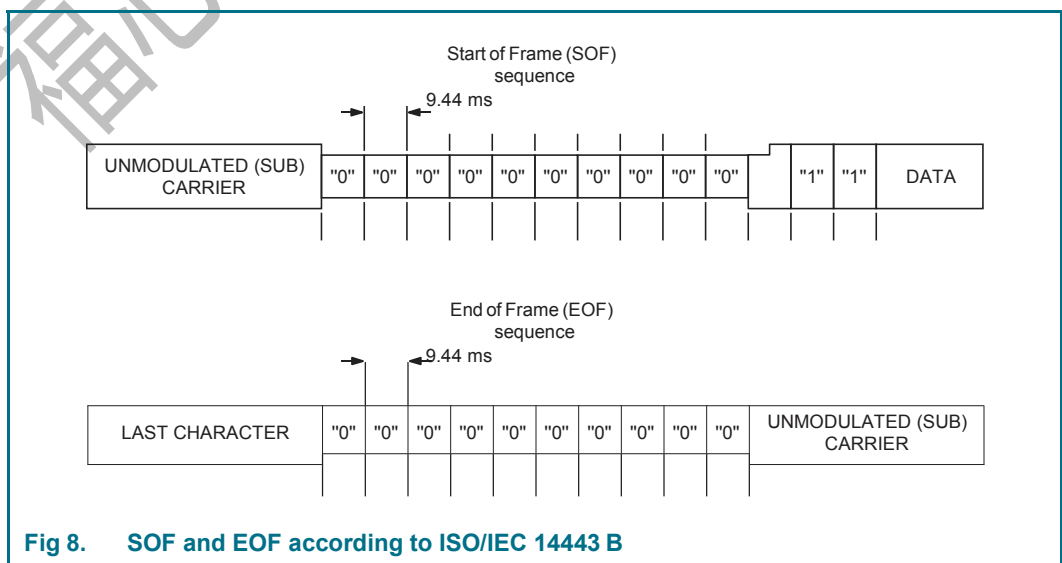 福心
Start of Frame (SOF)
sequence
9.44 ms
UNMODULATED (SUB)
CARRIER
"0" "0" "0" "0" "0" "0" "0" "0" "0" "0" "1" "1" DATA
End of Frame (EOF)
sequence
9.44 ms
LAST CHARACTER "0" "0" "0" "0" "0" "0" "0" "0" "0" "0" UNMODULATED (SUB)
CARRIER
Fig 8. SOF and EOF according to ISO/IEC 14443 B